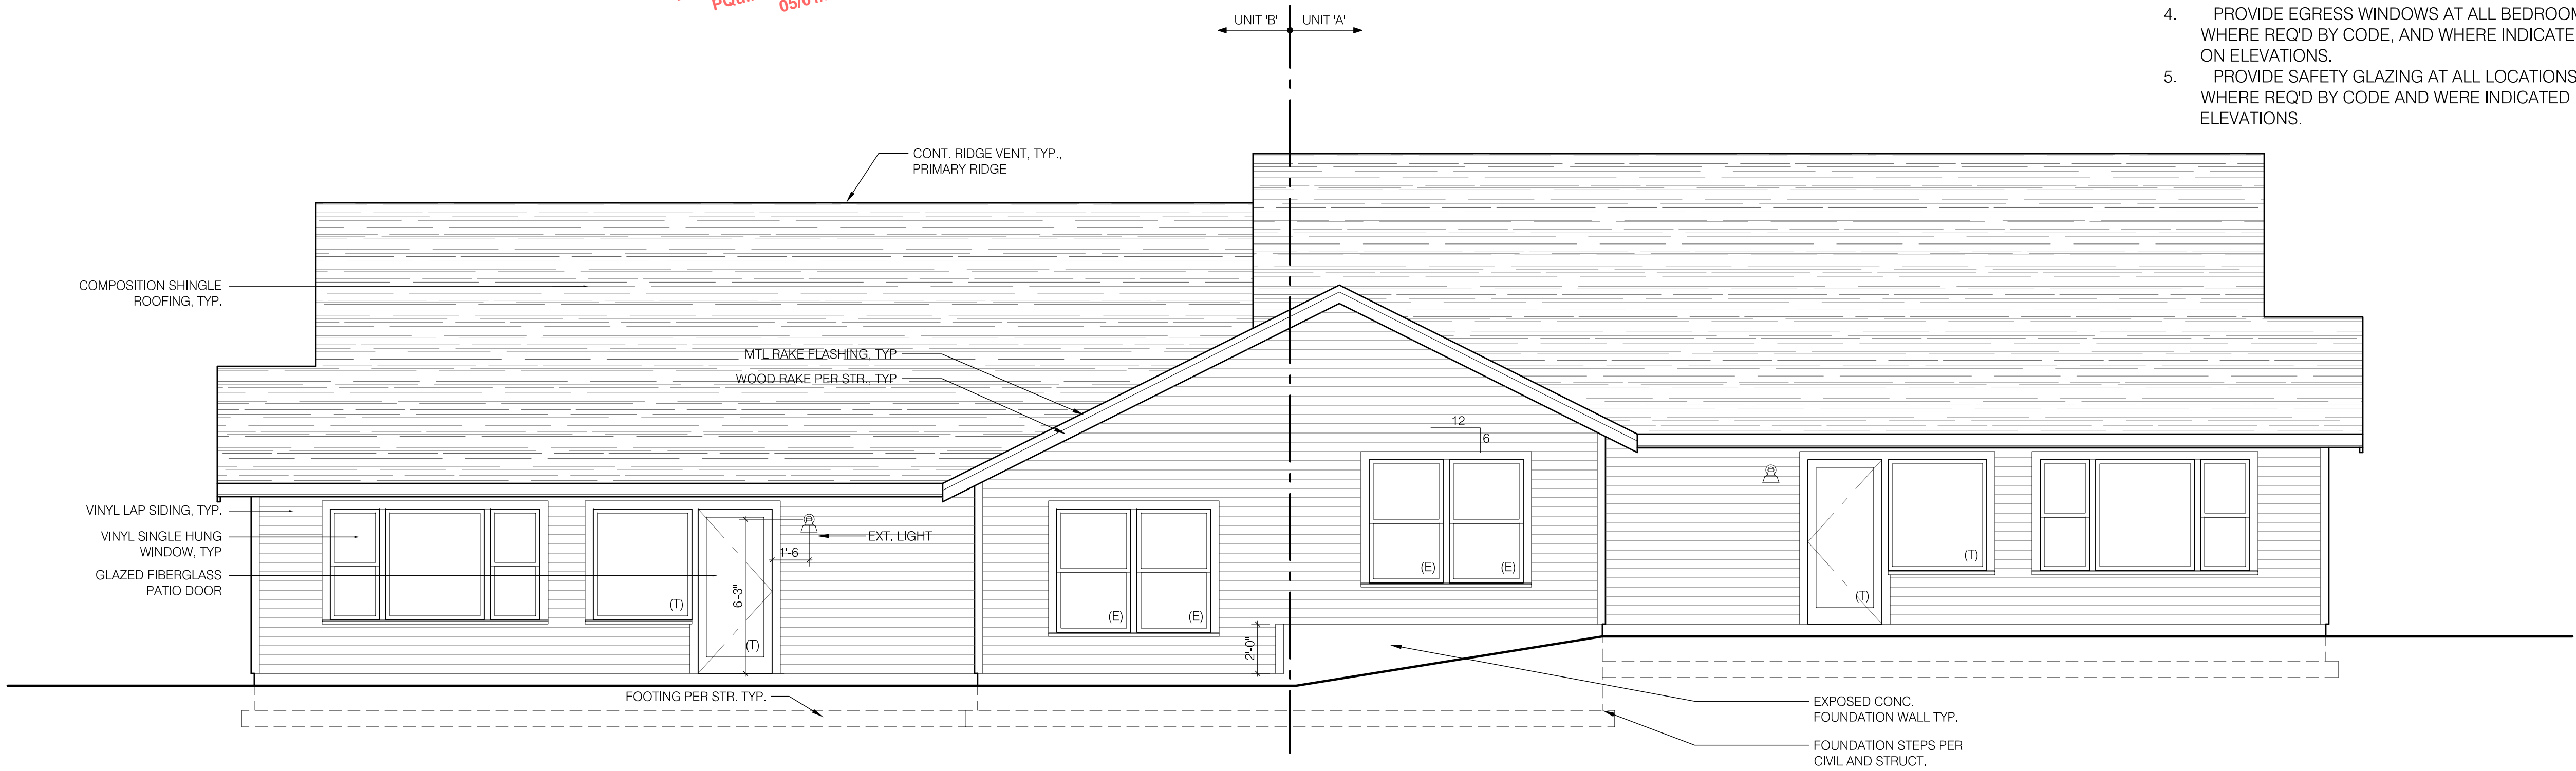 UNIT 'B'
UNIT 'A'
4. PROVIDE EGRESS WINDOWS AT ALL BEDROOM
WHERE REQ'D BY CODE, AND WHERE INDICATE
ON ELEVATIONS.
5. PROVIDE SAFETY GLAZING AT ALL LOCATIONS
WHERE REQ'D BY CODE AND WERE INDICATED
ELEVATIONS.
CONT. RIDGE VENT, TYP.,
PRIMARY RIDGE
COMPOSITION SHINGLE
ROOFING, TYP.
MTL RAKE FLASHING, TYP
WOOD RAKE PER STR., TYP
12
6
VINYL LAP SIDING, TYP.
VINYL SINGLE HUNG
WINDOW, TYP
GLAZED FIBERGLASS
PATIO DOOR
EXT. LIGHT
1'-6"
6'-3"
(T)
(T)
(E)
(E)
(E)
(E)
(T)
(T)
2'-0"
FOOTING PER STR. TYP.
EXPOSED CONC.
FOUNDATION WALL TYP.
FOUNDATION STEPS PER
CIVIL AND STRUCT.